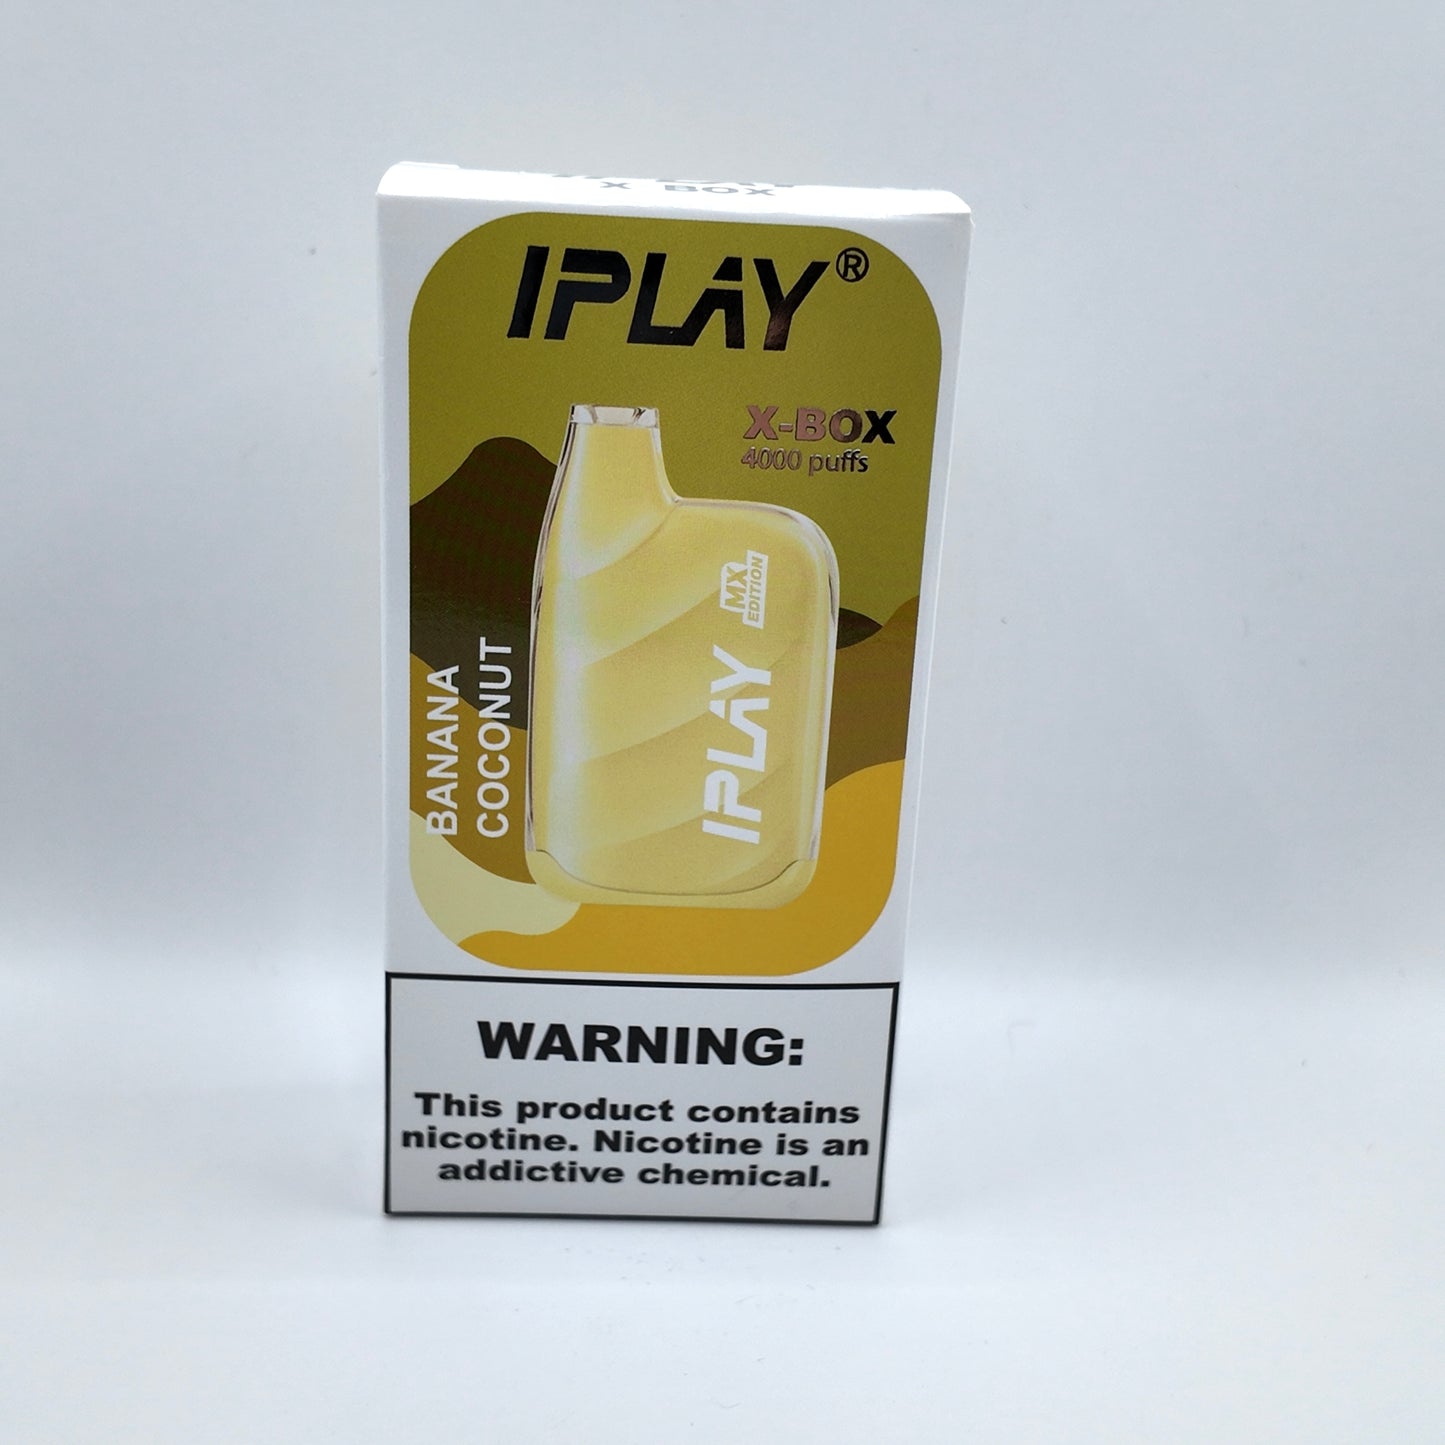 X BOX
IPLAY®
X-BOX
4000 puffs
MX
EDITION
IPLAY
BANANA
COCONUT
WARNING:
This product contains
nicotine. Nicotine is an
addictive chemical.